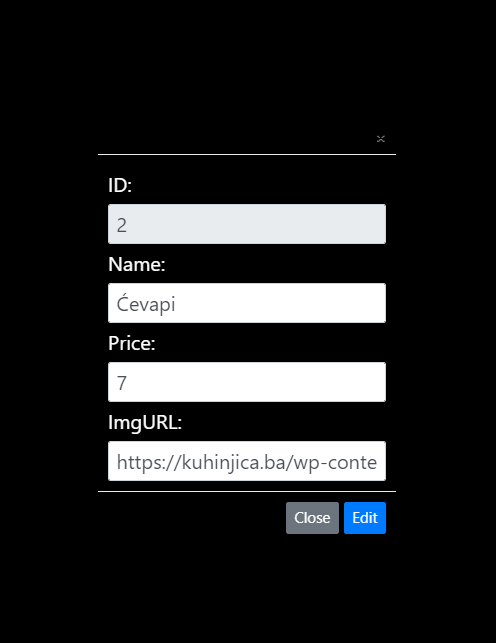 ×
ID:
2
Name:
Ćevapi
Price:
7
ImgURL:
https://kuhinjica.ba/wp-conte
Close Edit